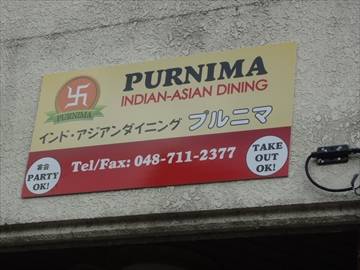 PURNIMA
PURNIMA
INDIAN-ASIAN DINING
インド・アジアンダイニング プルニマ
Tel/Fax: 048-711-2377
宴会
PARTY
OK!
TAKE
OUT
OK!